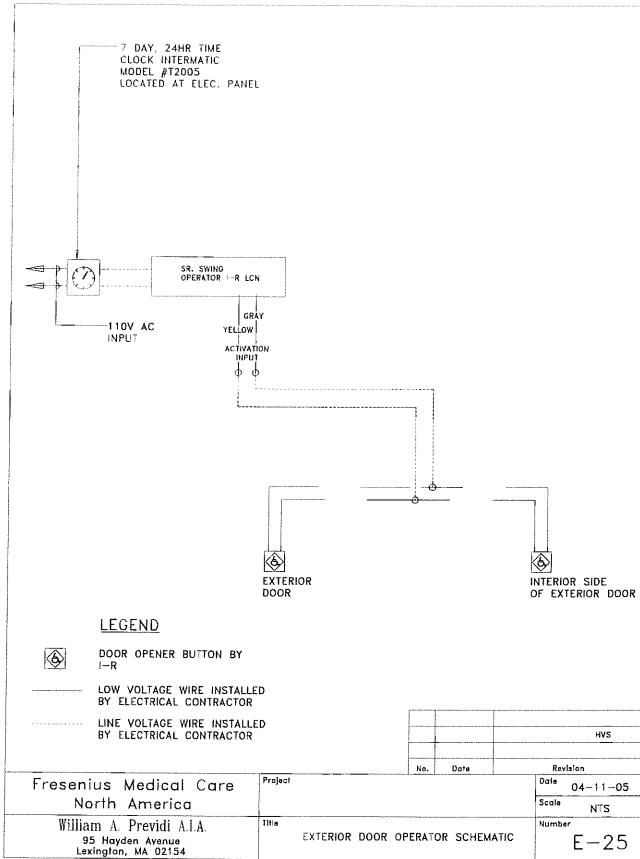 7 DAY, 24HR TIME
CLOCK INTERMATIC
MODEL #T2005
LOCATED AT ELEC. PANEL
SR. SWING
OPERATOR I-R LCN
110V AC
INPUT
GRAY
YELLOW
ACTIVATION
INPUT
EXTERIOR
DOOR
INTERIOR SIDE
OF EXTERIOR DOOR
LEGEND
DOOR OPENER BUTTON BY
I-R
LOW VOLTAGE WIRE INSTALLED
BY ELECTRICAL CONTRACTOR
LINE VOLTAGE WIRE INSTALLED
BY ELECTRICAL CONTRACTOR
HVS
No. Date Revision
Fresenius Medical Care
North America
Project
Date 04-11-05
Scale NTS
William A. Previdi A.I.A.
95 Hayden Avenue
Lexington, MA 02154
Title
EXTERIOR DOOR OPERATOR SCHEMATIC
Number
E-25